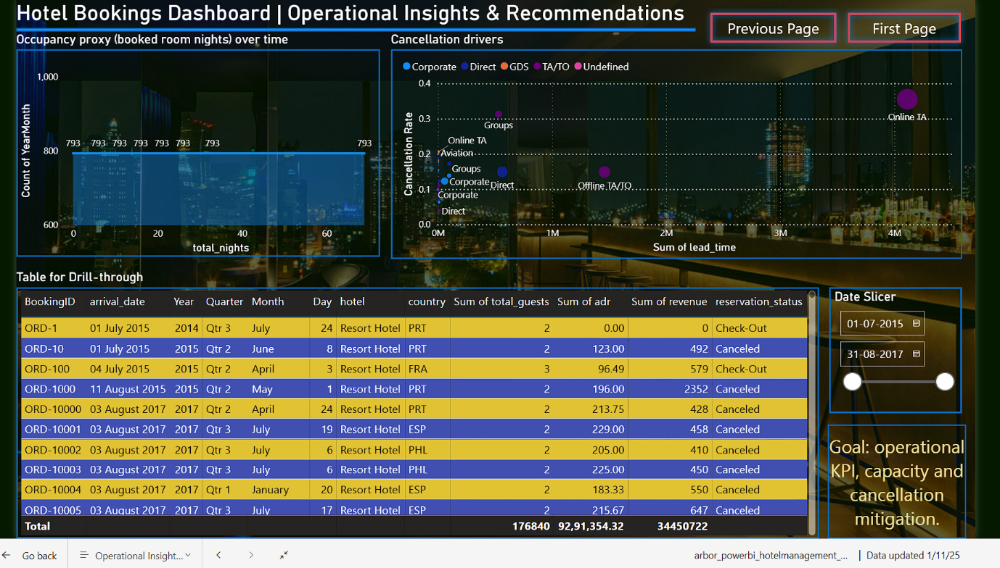 Hotel Bookings Dashboard | Operational Insights & Recommendations
Previous Page
First Page
Occupancy proxy (booked room nights) over time
Count of YearMonth
1,000
800
600
793 793 793 793 793 793 793 793
0 20 40 60
total_nights
Cancellation drivers
Corporate Direct GDS TA/TO Undefined
Cancellation Rate
0.4
0.3
0.2
0.1
0.0
Online TA
Groups
Online TA
Aviation
Groups
Corporate
Direct
Offline TA/TO
Corporate
Direct
0M 1M 2M 3M 4M
Sum of lead_time
Table for Drill-through
BookingID arrival_date Year Quarter Month Day hotel country Sum of total_guests Sum of adr Sum of revenue reservation_status
ORD-1 01 July 2015 2014 Qtr 3 July 24 Resort Hotel PRT 2 0.00 0 Check-Out
ORD-10 01 July 2015 2015 Qtr 2 June 8 Resort Hotel PRT 2 123.00 492 Canceled
ORD-100 04 July 2015 2015 Qtr 2 April 3 Resort Hotel FRA 3 96.49 579 Check-Out
ORD-1000 11 August 2015 2015 Qtr 2 May 1 Resort Hotel PRT 2 196.00 2352 Canceled
ORD-10000 03 August 2017 2017 Qtr 2 April 24 Resort Hotel PRT 2 213.75 428 Canceled
ORD-10001 03 August 2017 2017 Qtr 3 July 19 Resort Hotel ESP 2 229.00 458 Canceled
ORD-10002 03 August 2017 2017 Qtr 3 July 6 Resort Hotel PHL 2 205.00 410 Canceled
ORD-10003 03 August 2017 2017 Qtr 3 July 6 Resort Hotel PHL 2 225.00 450 Canceled
ORD-10004 03 August 2017 2017 Qtr 1 January 20 Resort Hotel ESP 2 183.33 550 Canceled
ORD-10005 03 August 2017 2017 Qtr 3 July 17 Resort Hotel ESP 2 215.67 647 Canceled
Total 176840 92,91,354.32 34450722
Date Slicer
01-07-2015
31-08-2017
Goal: operational
KPI, capacity and
cancellation
mitigation.
Go back
Operational Insight...
arbor_powerbi_hotelmanagement_... | Data updated 1/11/25